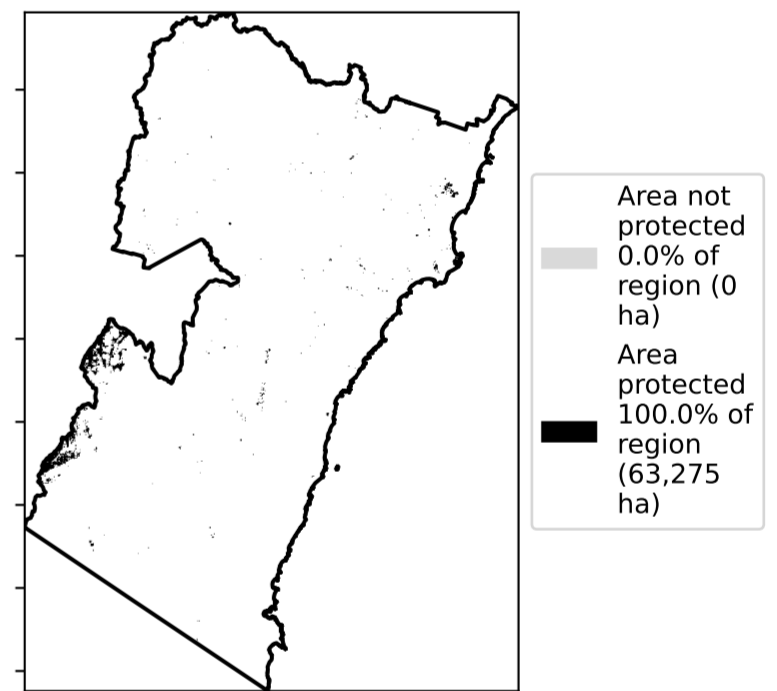 Area not
protected
0.0% of
region (0
ha)
Area
protected
100.0% of
region
(63,275
ha)